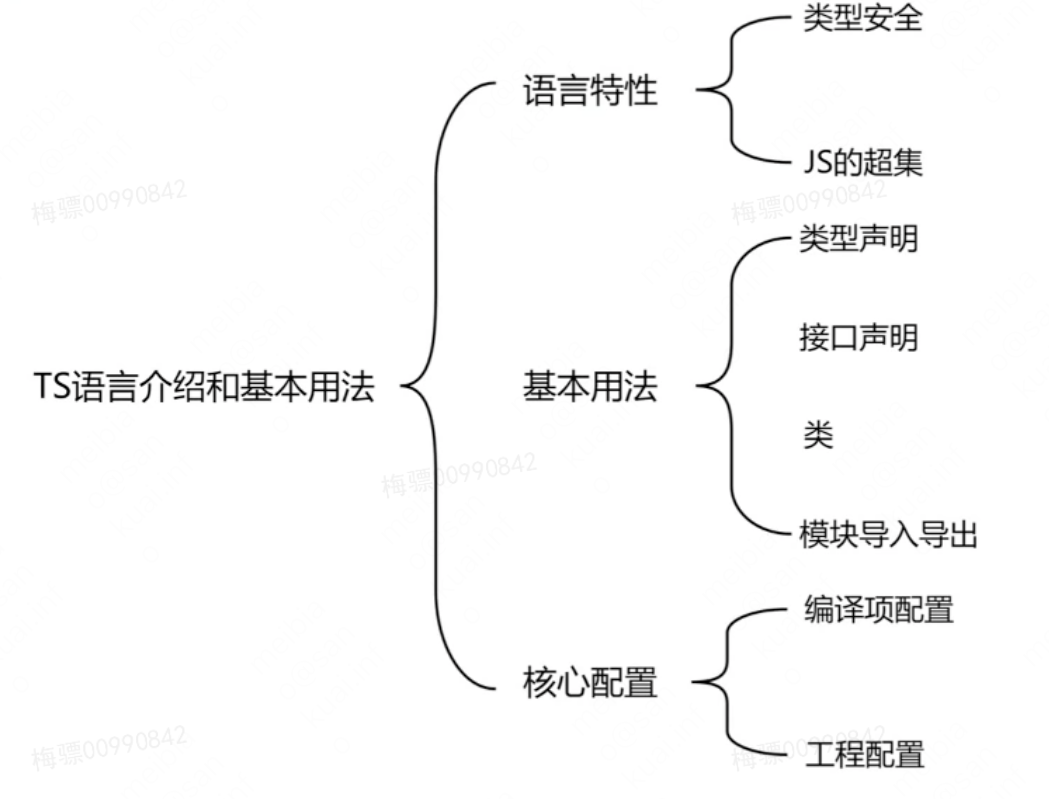 类型安全
语言特性
JS的超集
梅骠00990842
梅骠00990842
类型声明
接口声明
TS语言介绍和基本用法
基本用法
类
梅骠00990842
模块导入导出
编译项配置
核心配置
梅骠00990842
梅骠00990842
工程配置